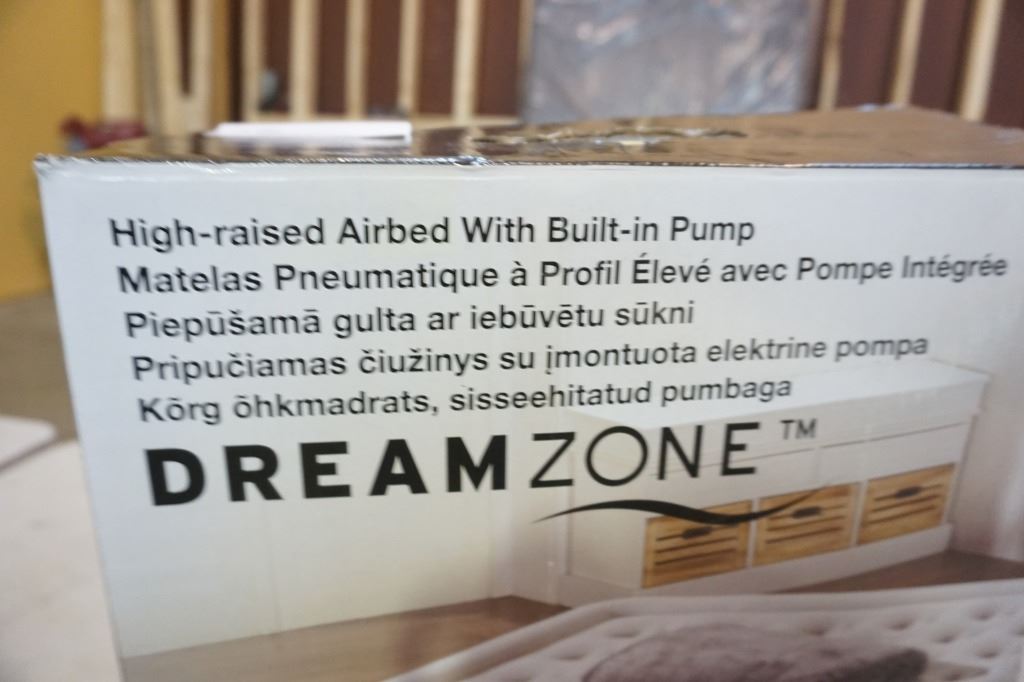 High-raised Airbed With Built-in Pump
Matelas Pneumatique à Profil Élevé avec Pompe Intégrée
Piepūšamā gulta ar iebūvētu sūkni
Pripučiamas čiužinys su įmontuota elektrine pompa
Kõrg õhkmadrats, sisseehitatud pumbaga
DREAMZONE™